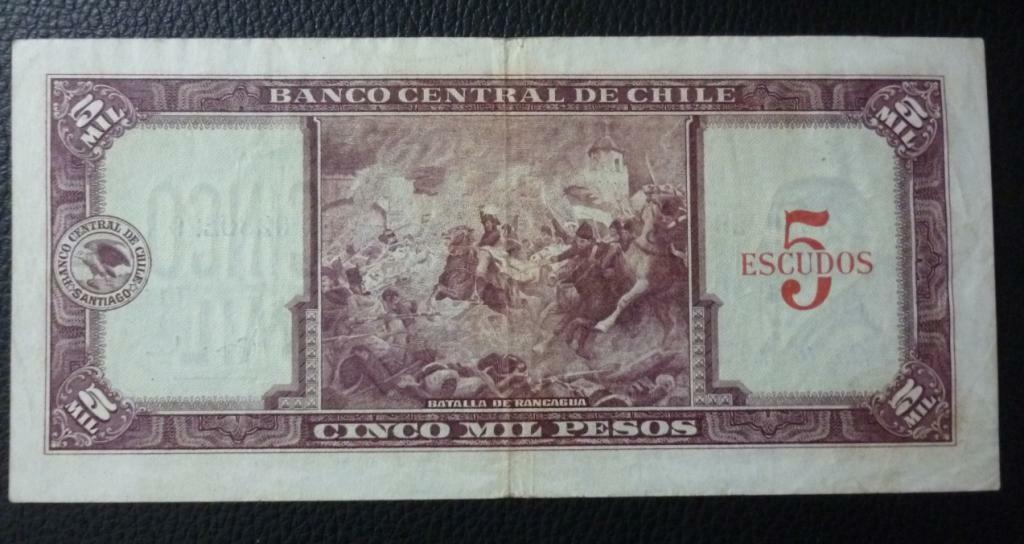 BANCO CENTRAL DE CHILE
5 MIL
5 MIL
BANCO CENTRAL DE CHILE
SANTIAGO
5
ESCUDOS
BATALLA DE RANCAGUA
5 MIL
CINCO MIL PESOS
5 MIL